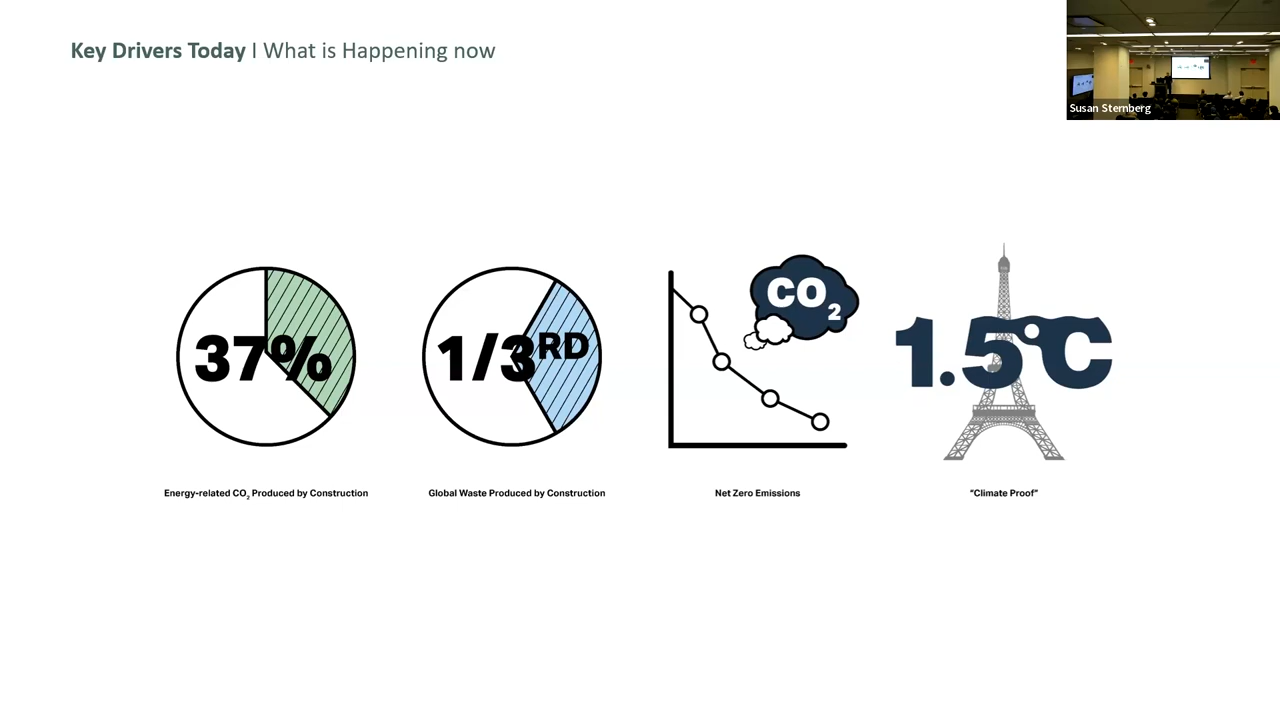 Key Drivers Today I What is Happening now
Susan Sternberg
37%
1/3RD
CO2
1.5°C
Energy-related CO2 Produced by Construction
Global Waste Produced by Construction
Net Zero Emissions
"Climate Proof"